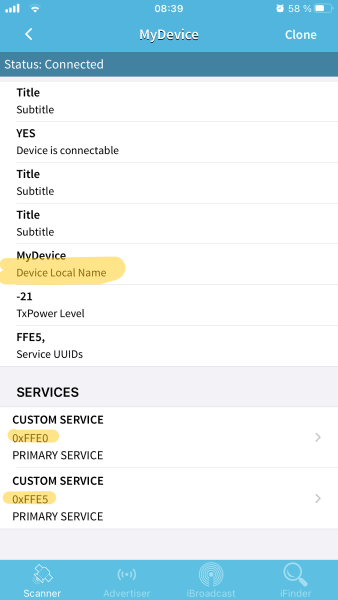 08:39
58 %
MyDevice
Clone
Status: Connected
Title
Subtitle
YES
Device is connectable
Title
Subtitle
Title
Subtitle
MyDevice
Device Local Name
-21
TxPower Level
FFE5,
Service UUIDs
SERVICES
CUSTOM SERVICE
0xFFE0
PRIMARY SERVICE
CUSTOM SERVICE
0xFFE5
PRIMARY SERVICE
Scanner
Advertiser
iBroadcast
iFinder